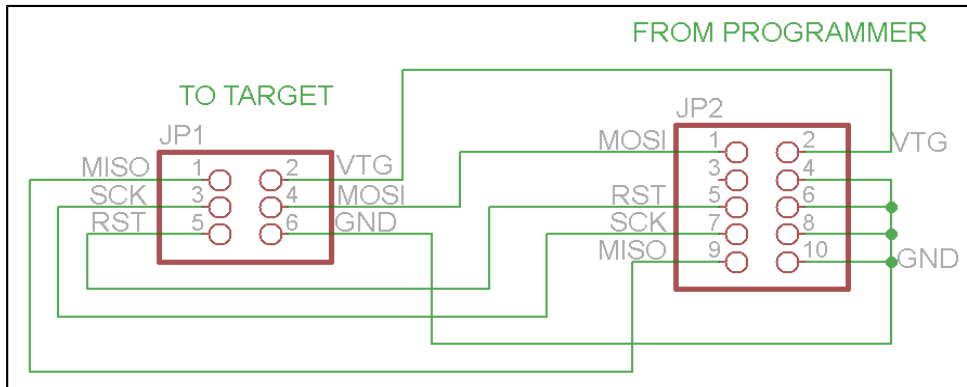 FROM PROGRAMMER
TO TARGET
JP1
MISO 1 2 VTG
SCK 3 4 MOSI
RST 5 6 GND
JP2
MOSI 1 2 VTG
3 4
RST 5 6
SCK 7 8
MISO 9 10 GND